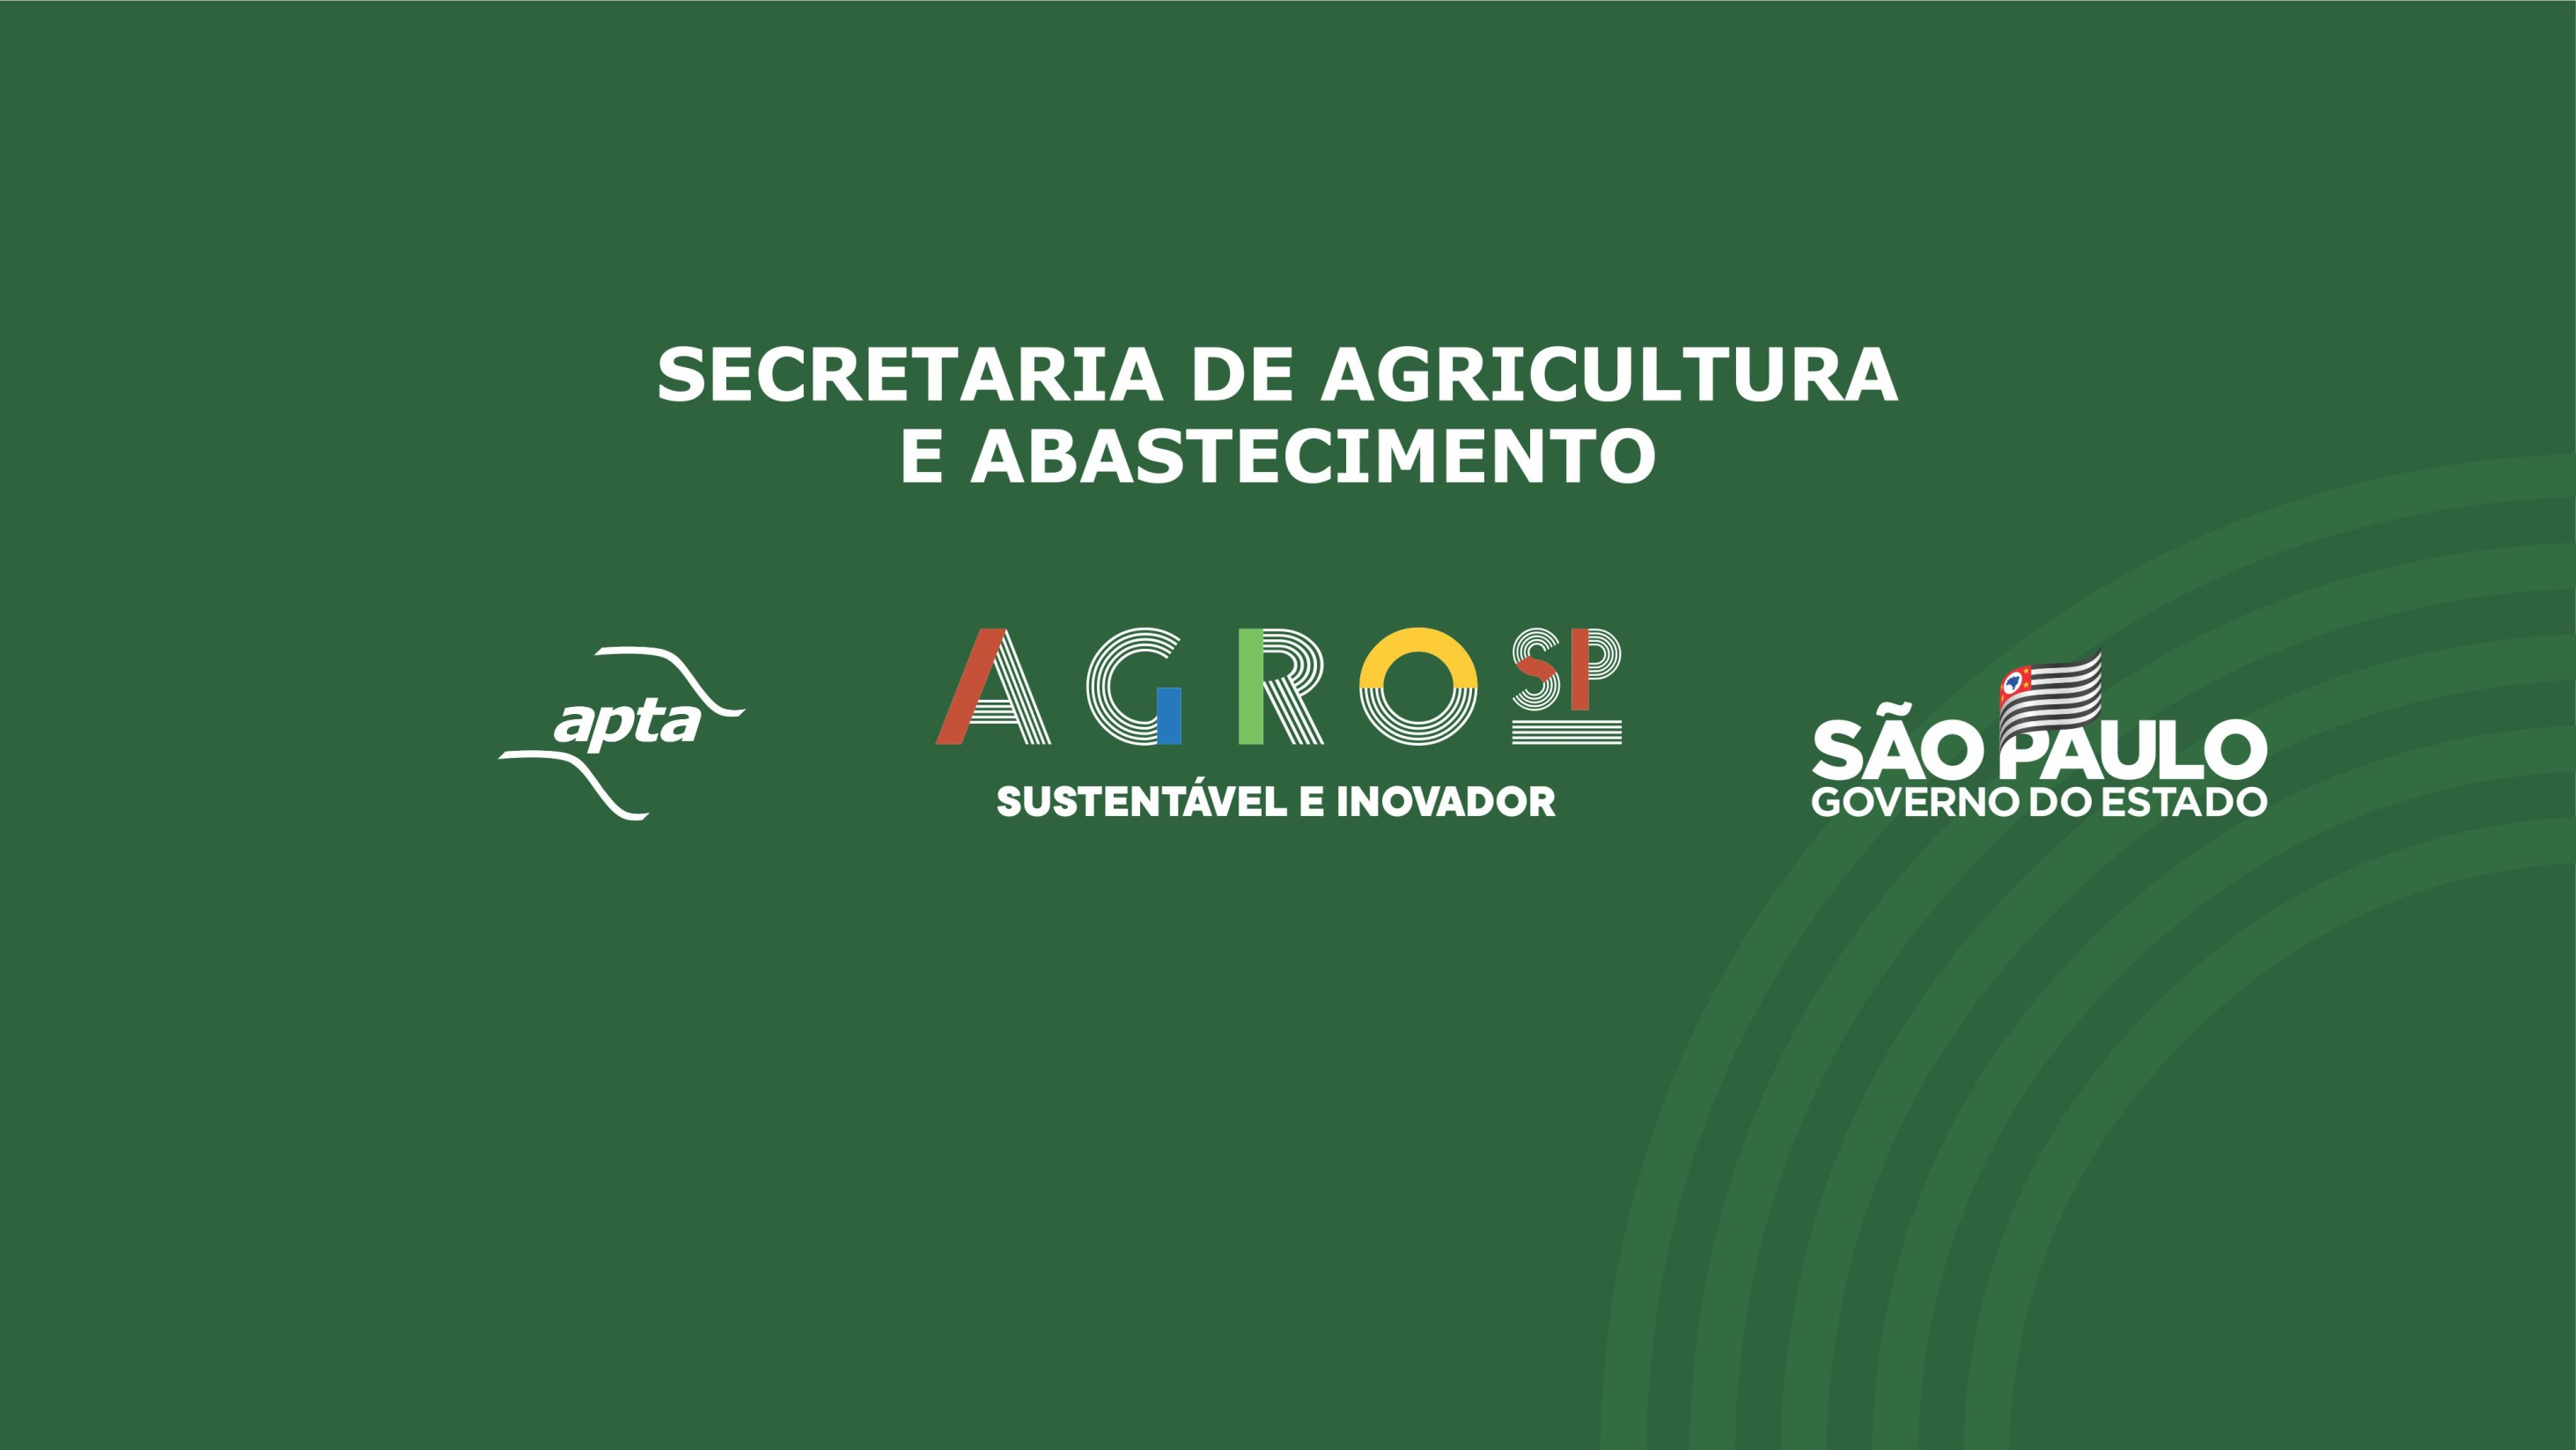 SECRETARIA DE AGRICULTURA
E ABASTECIMENTO
apta
AGRO SP
SUSTENTÁVEL E INOVADOR
SÃO PAULO
GOVERNO DO ESTADO